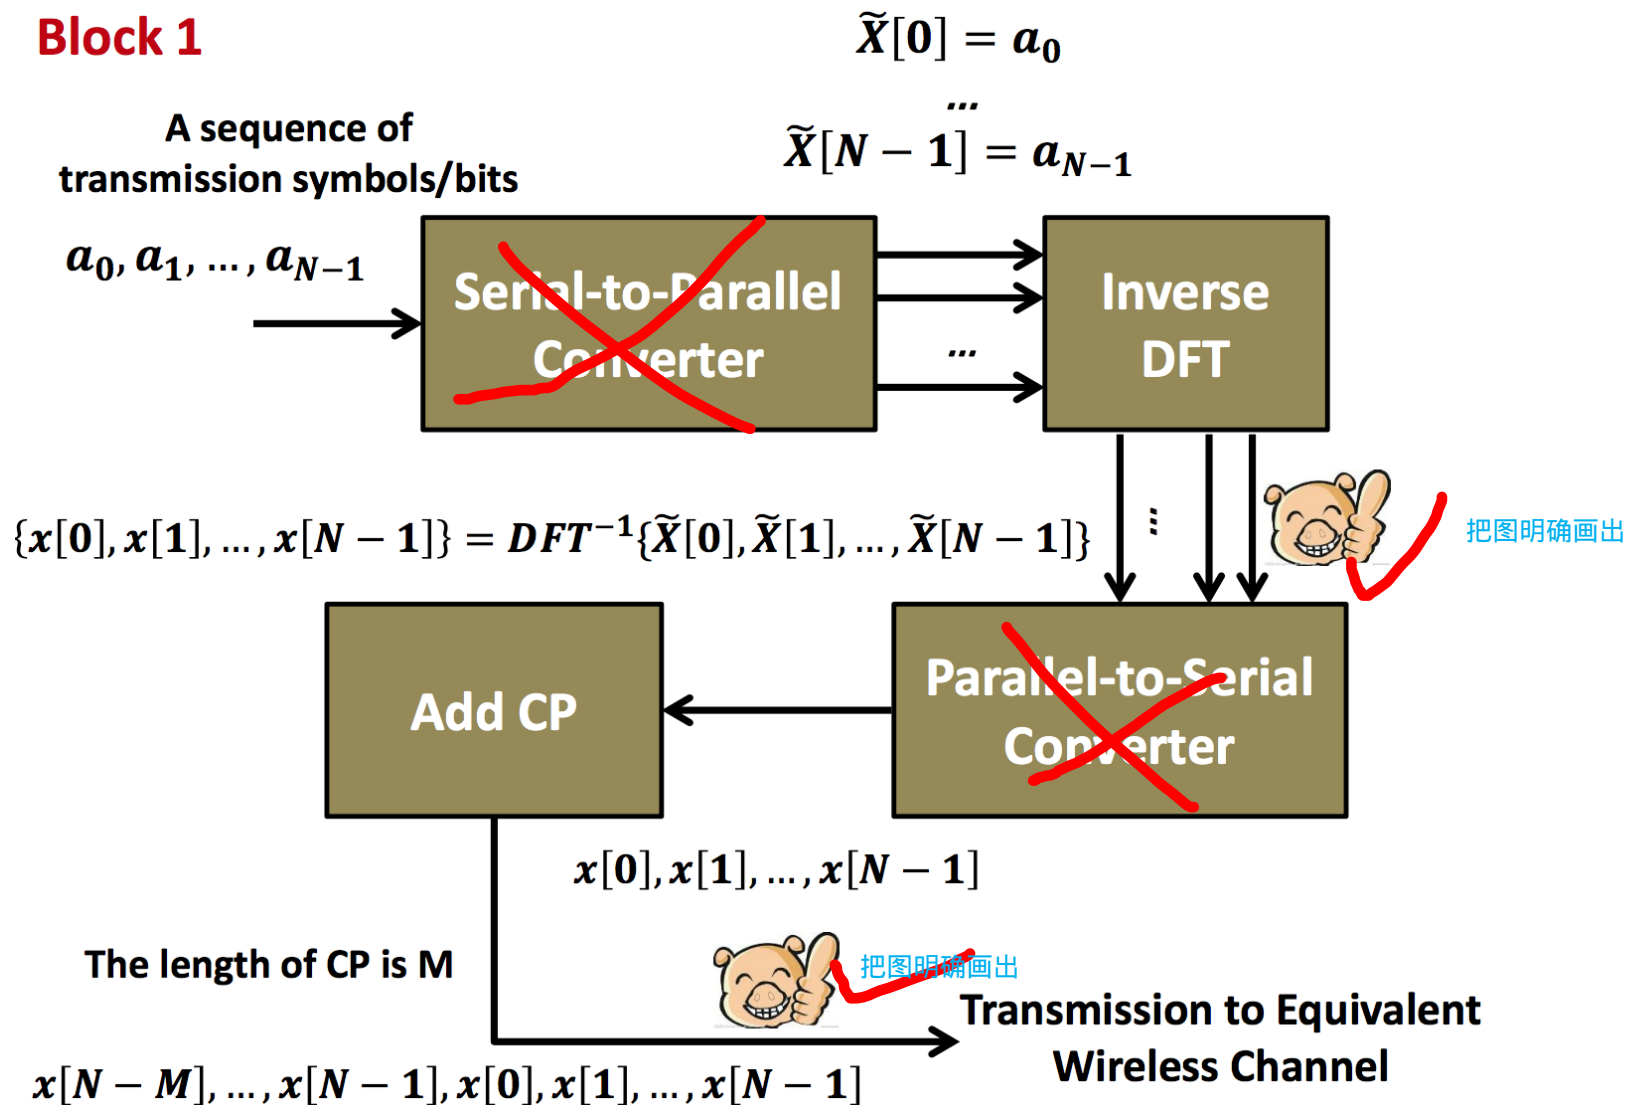 Block 1
X̃[0] = a₀
...
X̃[N − 1] = a_{N−1}
A sequence of
transmission symbols/bits
a₀, a₁, ..., a_{N−1}
Serial-to-Parallel
Converter
...
Inverse
DFT
{x[0], x[1], ..., x[N − 1]} = DFT⁻¹{X̃[0], X̃[1], ..., X̃[N − 1]}
...
把图明确画出
Add CP
Parallel-to-Serial
Converter
x[0], x[1], ..., x[N − 1]
The length of CP is M
把图明确画出
Transmission to Equivalent
Wireless Channel
x[N − M], ..., x[N − 1], x[0], x[1], ..., x[N − 1]